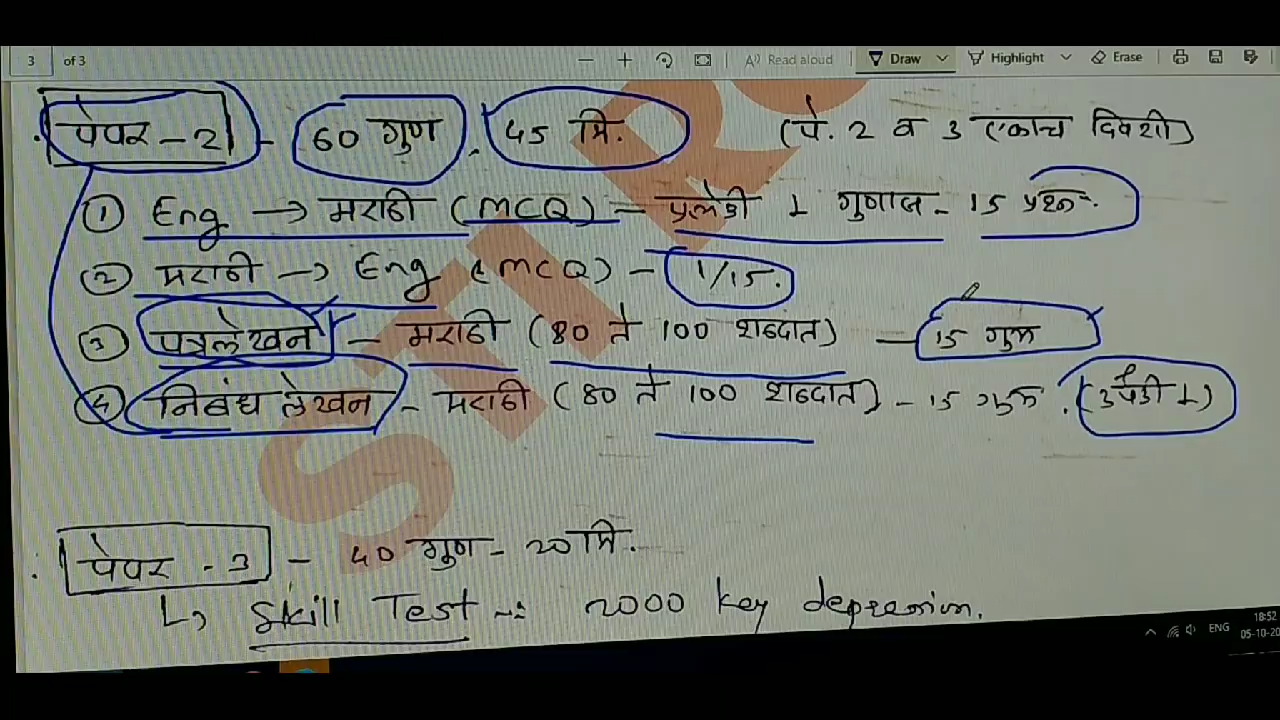 3 of 3 Read aloud Draw Highlight Erase
पेपर - 2 - 60 गुण . 45 मि. (पे. 2 व 3 एकाच दिवशी)
① Eng → मराठी (MCQ) - प्रत्येकी 1 गुणास - 15 प्रश्न.
② मराठी → Eng (MCQ) - 1/15.
③ पत्रलेखन - मराठी (80 ते 100 शब्दात) - 15 गुण
④ निबंध लेखन - मराठी (80 ते 100 शब्दात) - 15 गुण . (3 पैकी 1)
पेपर - 3 - 40 गुण - 20 मि.
Skill Test -: 2000 key depression.
ENG 18:52
05-10-20